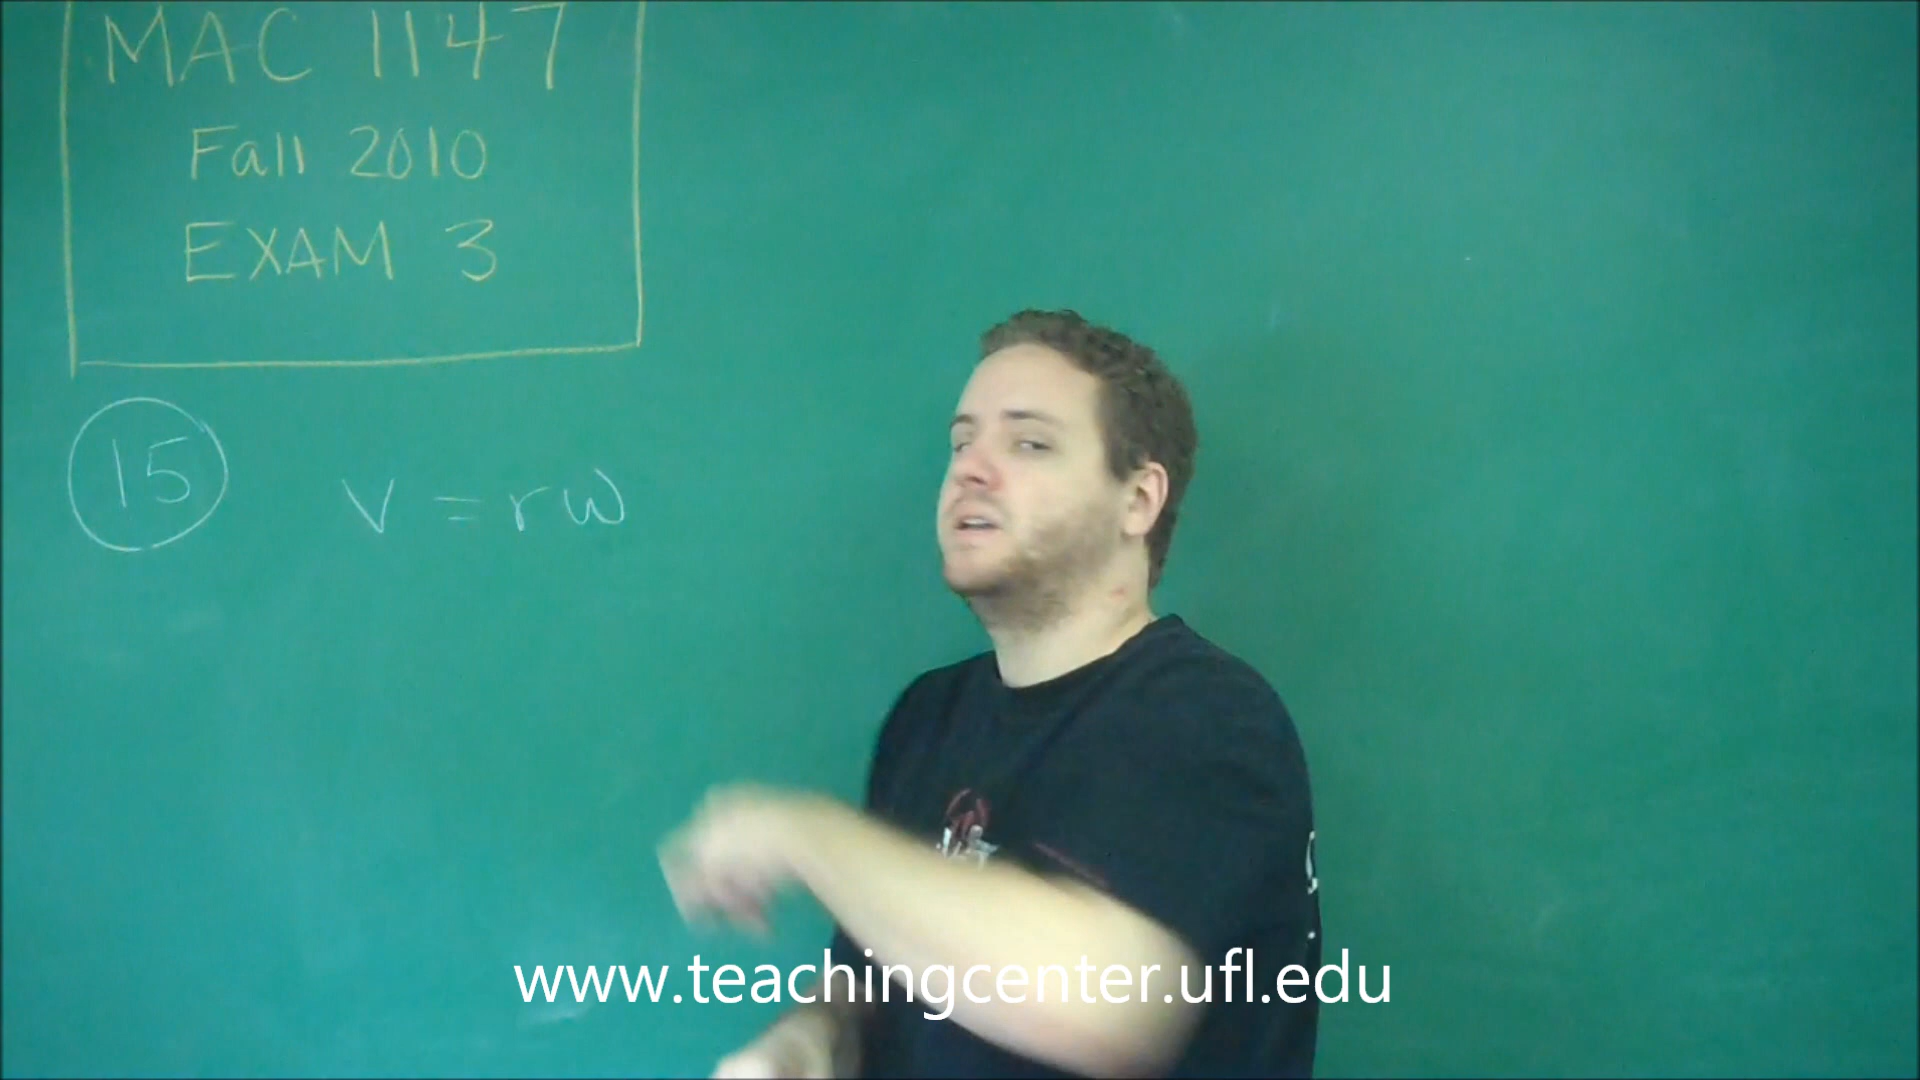 MAC 1147
Fall 2010
EXAM 3
15
v = rw
www.teachingcenter.ufl.edu